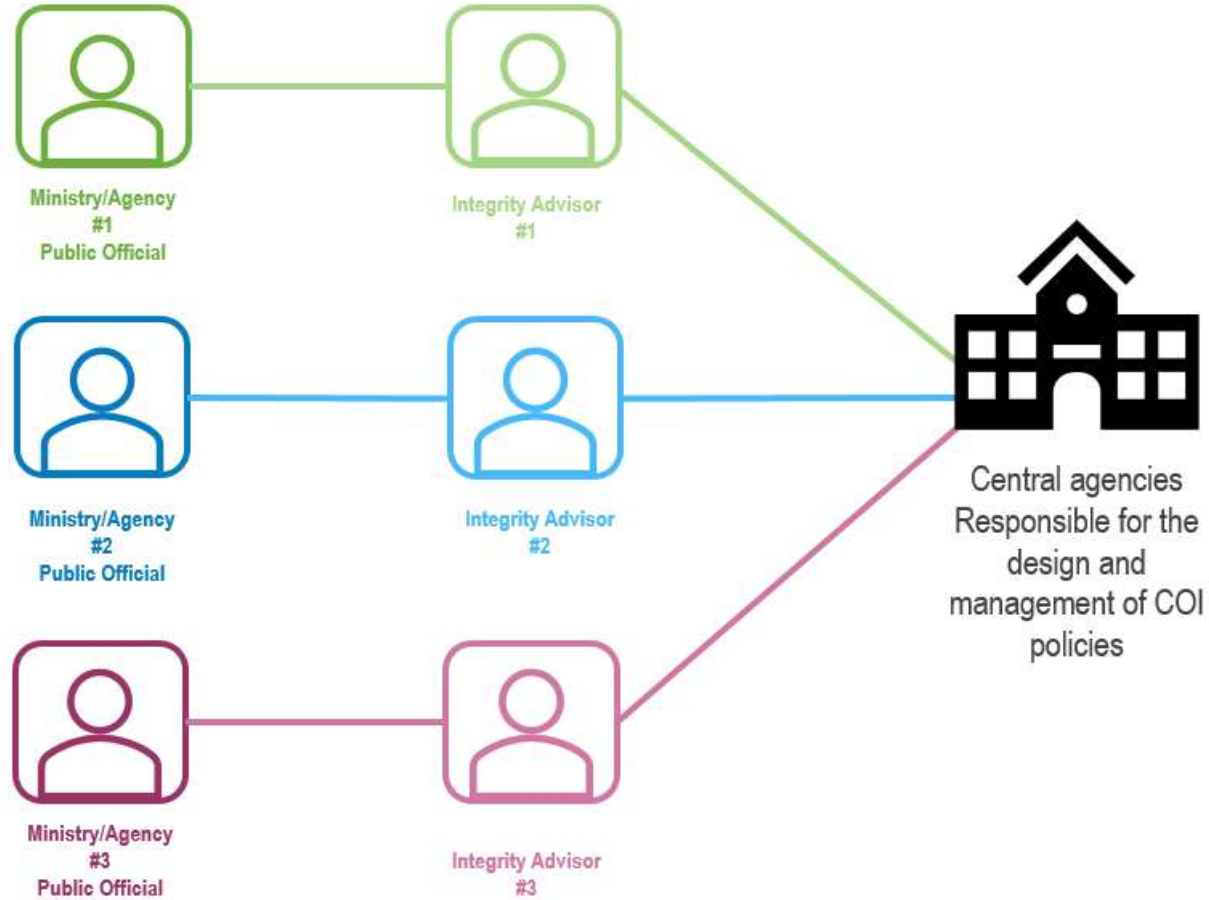 Ministry/Agency
#1
Public Official
Integrity Advisor
#1
Ministry/Agency
#2
Public Official
Integrity Advisor
#2
Central agencies
Responsible for the
design and
management of COI
policies
Ministry/Agency
#3
Public Official
Integrity Advisor
#3